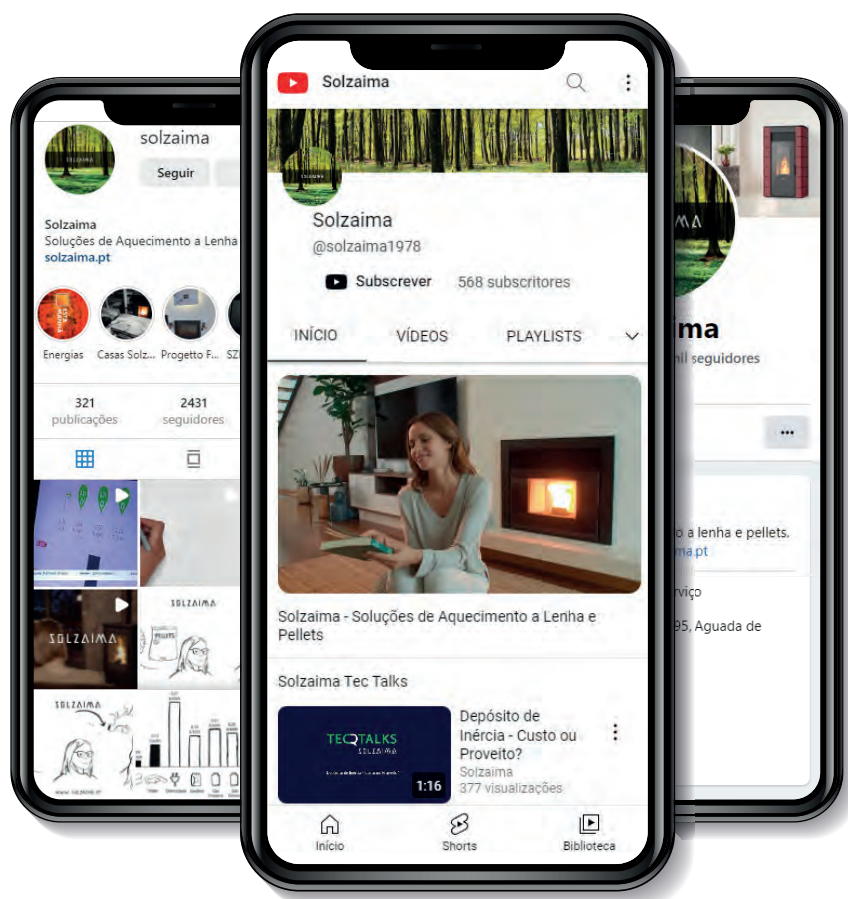 solzaima
Seguir
Solzaima
Soluções de Aquecimento a Lenha
solzaima.pt
Energias
Casas Solz...
Progetto F...
321
publicações
2431
seguidores
SOLZAIMA
SOLZAIMA
PELLETS
SOLZAIMA
Solzaima
Solzaima
@solzaima1978
Subscrever
568 subscritores
INÍCIO
VÍDEOS
PLAYLISTS
Solzaima - Soluções de Aquecimento a Lenha e
Pellets
Solzaima Tec Talks
TECTALKS
SOLZAIMA
1:16
Depósito de
Inércia - Custo ou
Proveito?
Solzaima
377 visualizações
Início
Shorts
Biblioteca
ima
mil seguidores
o a lenha e pellets.
ma.pt
rviço
95, Aguada de